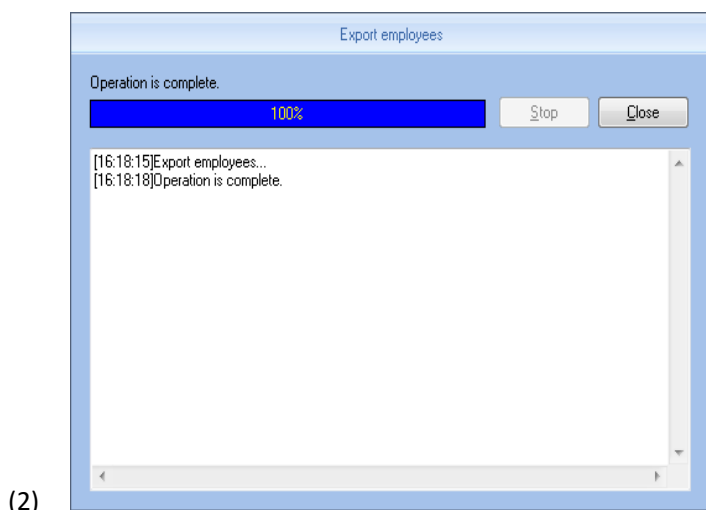 Export employees
Operation is complete.
100%
Stop
Close
[16:18:15]Export employees...
[16:18:18]Operation is complete.
(2)